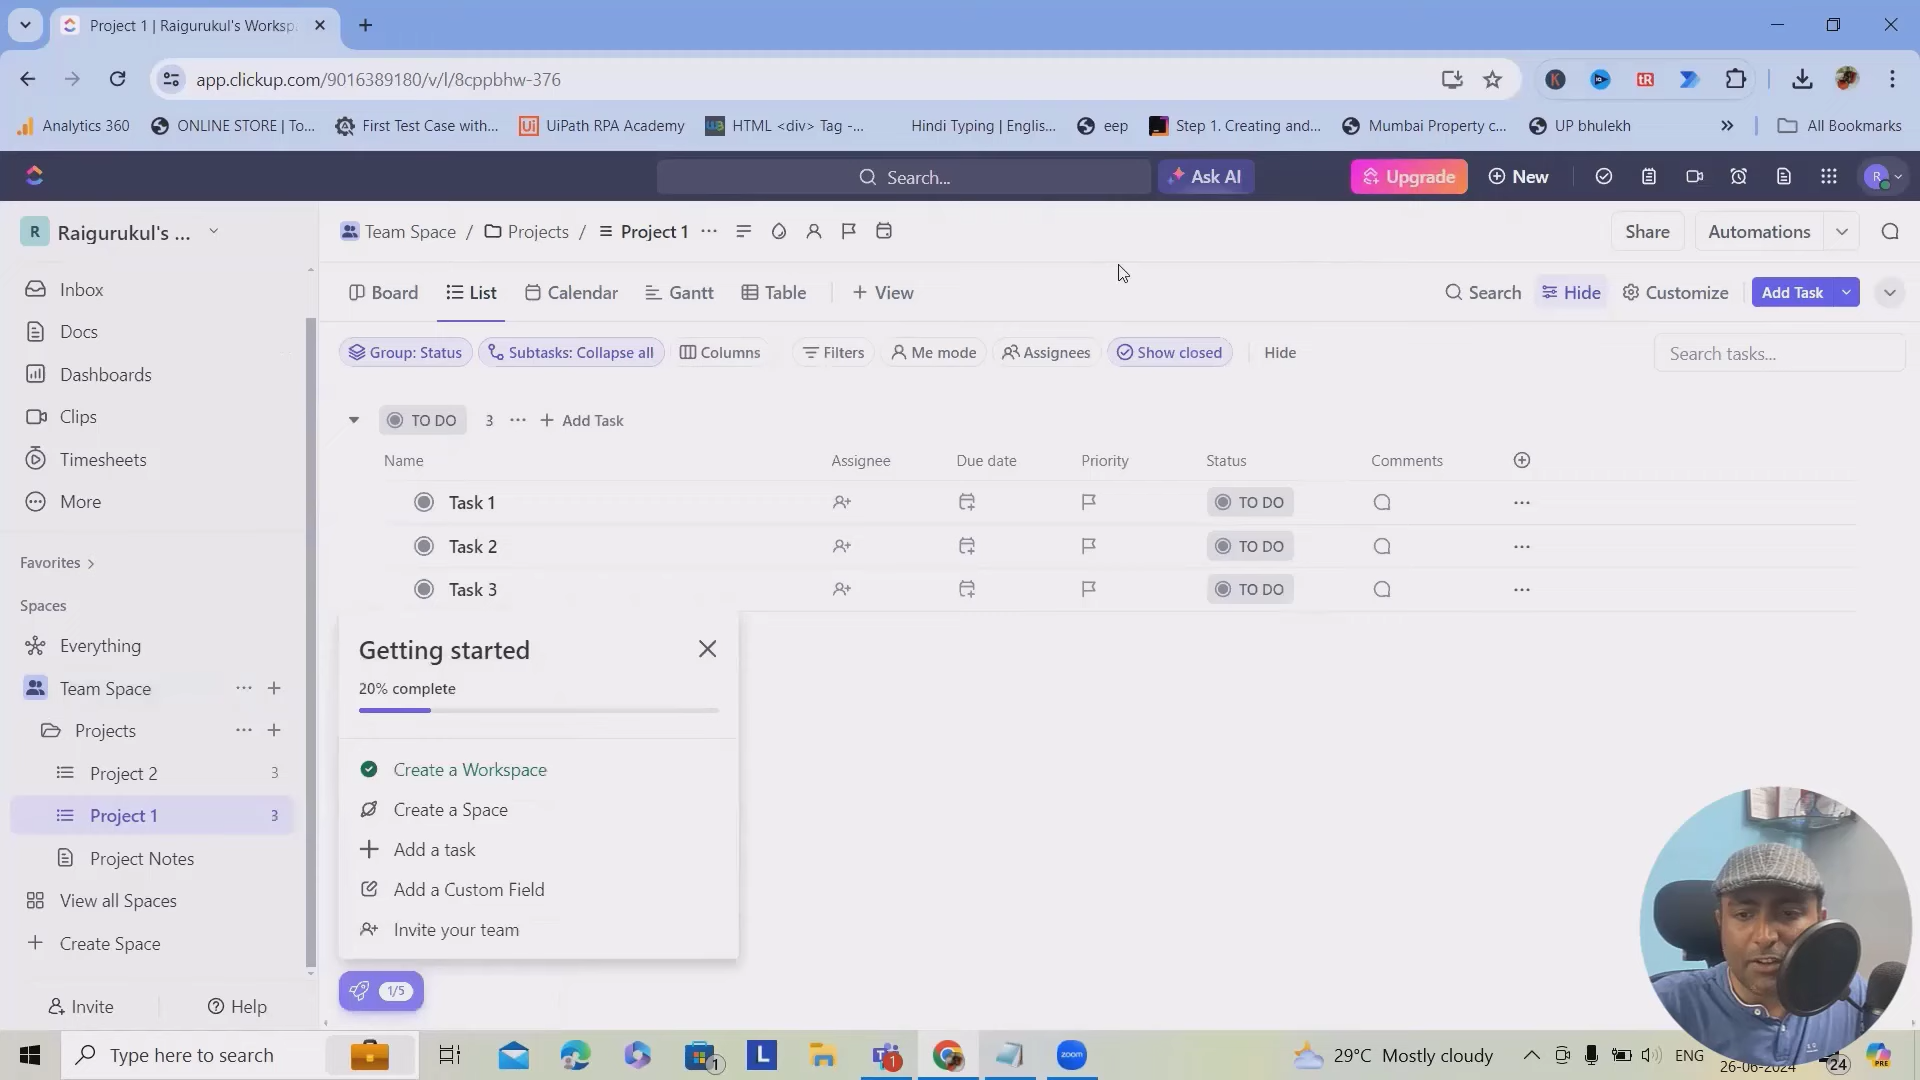 Project 1 | Raigurukul's Worksp
app.clickup.com/9016389180/v/l/8cppbhw-376
Analytics 360
ONLINE STORE | To...
First Test Case with...
UiPath RPA Academy
HTML <div> Tag -...
Hindi Typing | Englis...
eep
Step 1. Creating and...
Mumbai Property c...
UP bhulekh
All Bookmarks
Search...
Ask AI
Upgrade
New
R
R
Raigurukul's ...
Team Space / Projects / Project 1
Share
Automations
Board
List
Calendar
Gantt
Table
View
Search
Hide
Customize
Add Task
Group: Status
Subtasks: Collapse all
Columns
Filters
Me mode
Assignees
Show closed
Hide
Search tasks...
Inbox
Docs
Dashboards
Clips
Timesheets
More
Favorites
Spaces
Everything
Team Space
Projects
Project 2 3
Project 1 3
Project Notes
View all Spaces
Create Space
Invite
Help
TO DO 3 Add Task
Name Assignee Due date Priority Status Comments
Task 1 TO DO
Task 2 TO DO
Task 3 TO DO
Getting started
20% complete
Create a Workspace
Create a Space
Add a task
Add a Custom Field
Invite your team
1/5
Type here to search
1
L
1
zoom
29°C Mostly cloudy
ENG
26-06-2024
24
PRE